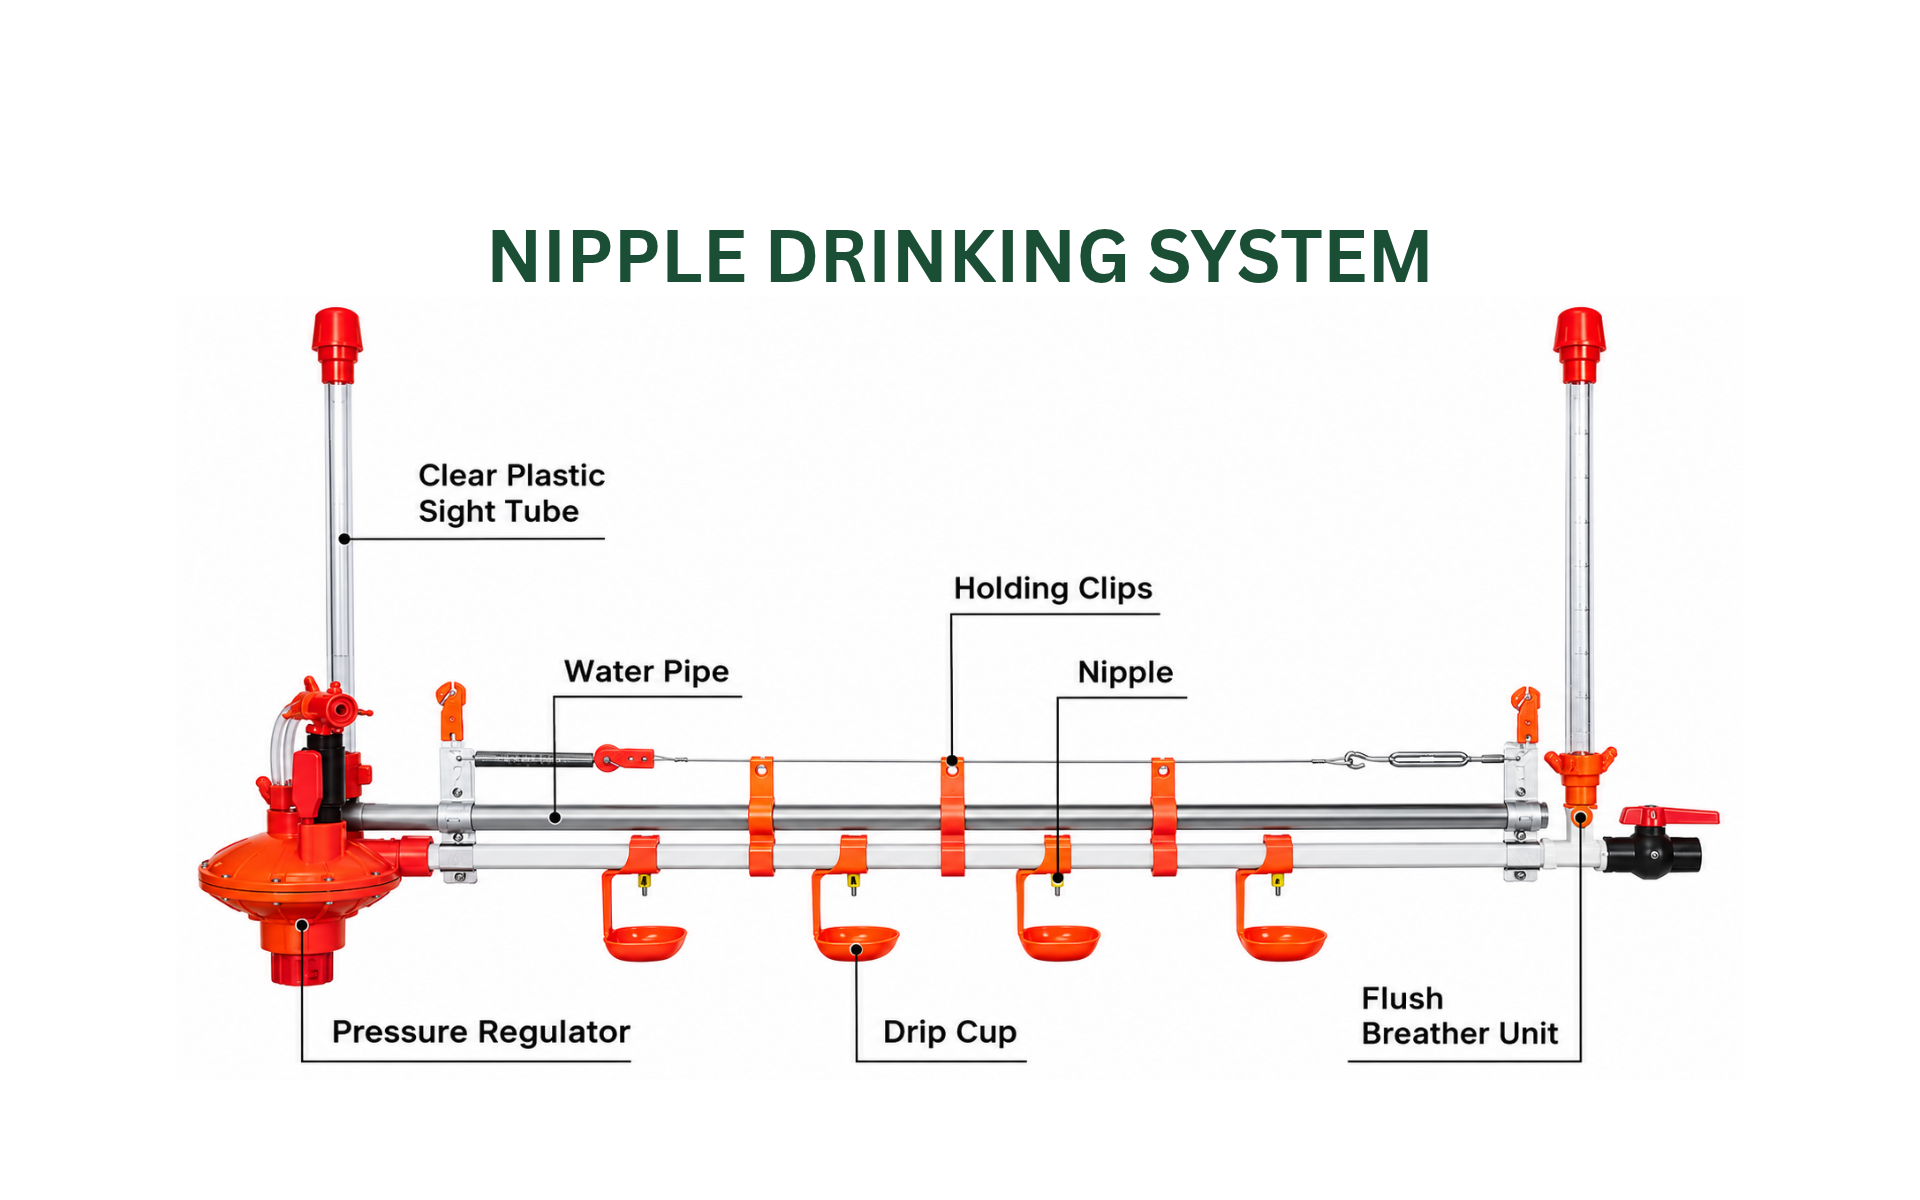 NIPPLE DRINKING SYSTEM
Clear Plastic
Sight Tube
Holding Clips
Water Pipe
Nipple
Pressure Regulator
Drip Cup
Flush
Breather Unit